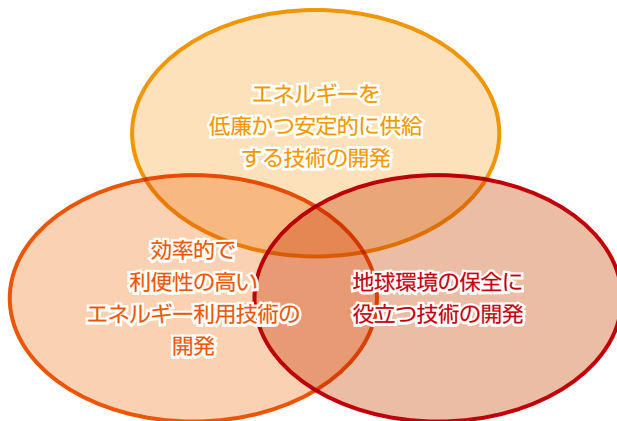 エネルギーを
低廉かつ安定的に供給
する技術の開発
効率的で
利便性の高い
エネルギー利用技術の
開発
地球環境の保全に
役立つ技術の開発